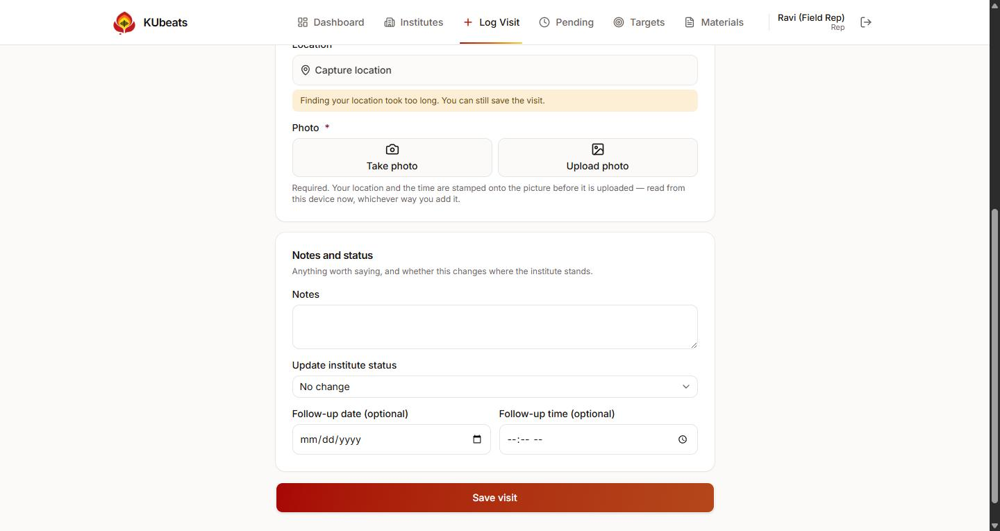 KUbeats
Dashboard
Institutes
Log Visit
Pending
Targets
Materials
Ravi (Field Rep)
Rep
Location
Capture location
Finding your location took too long. You can still save the visit.
Photo *
Take photo
Upload photo
Required. Your location and the time are stamped onto the picture before it is uploaded — read from
this device now, whichever way you add it.
Notes and status
Anything worth saying, and whether this changes where the institute stands.
Notes
Update institute status
No change
Follow-up date (optional)
Follow-up time (optional)
mm/dd/yyyy
--:-- --
Save visit